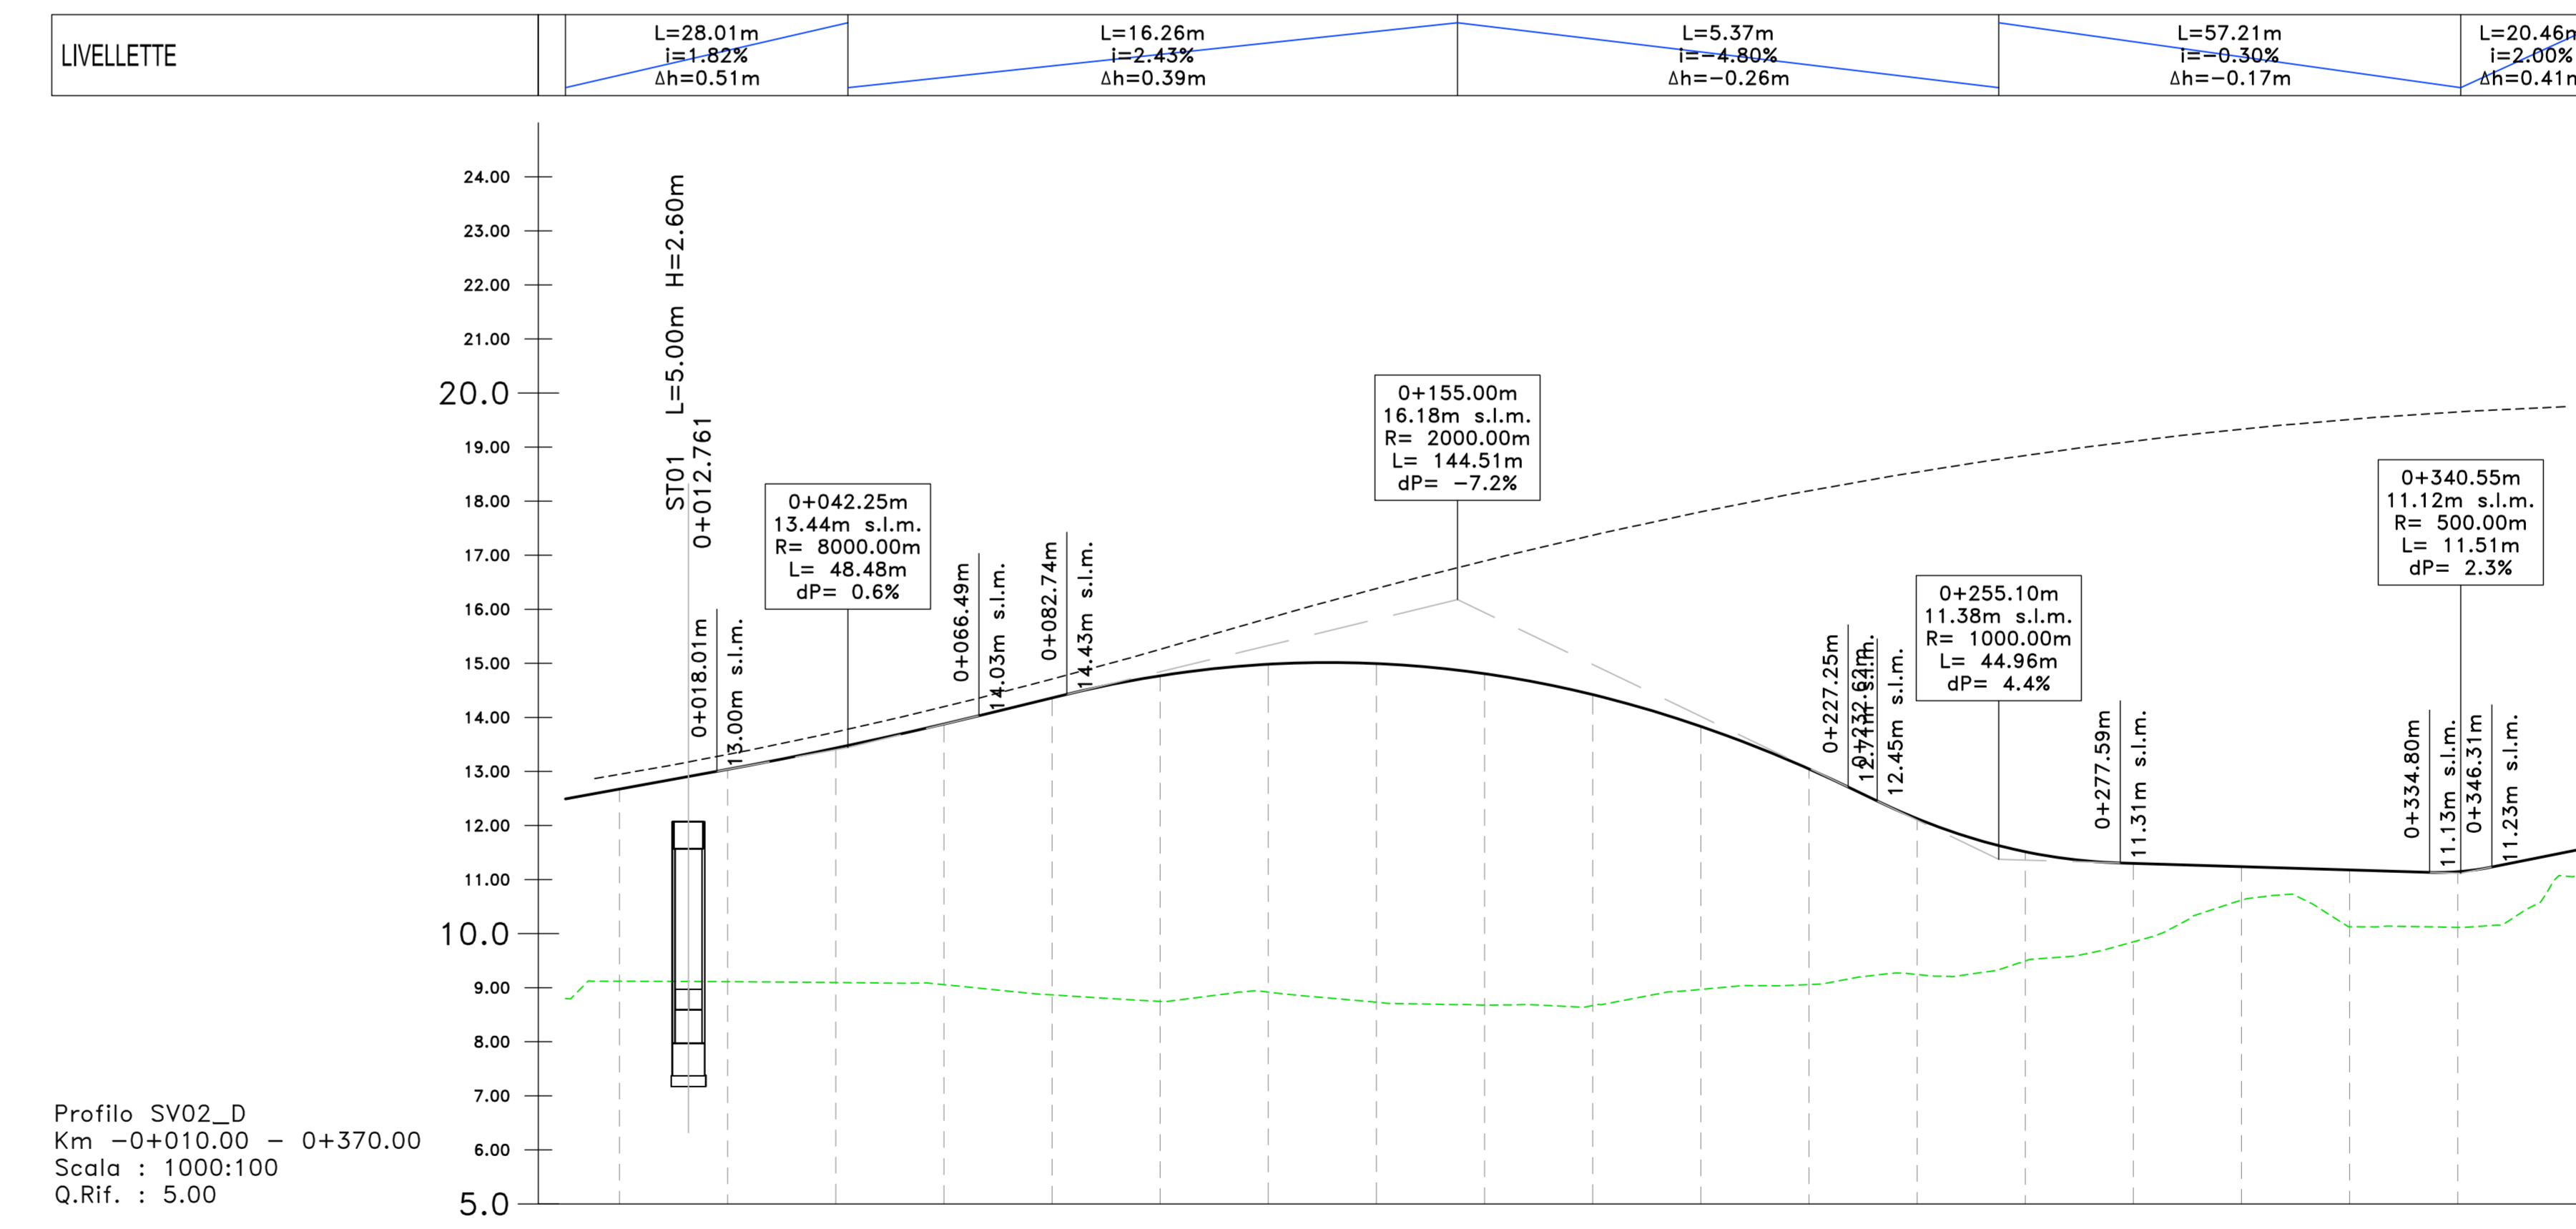 LIVELLETTE
L=28.01m
i=1.82%
Δh=0.51m
L=16.26m
i=2.43%
Δh=0.39m
L=5.37m
i=-4.80%
Δh=-0.26m
L=57.21m
i=-0.30%
Δh=-0.17m
L=20.46m
i=2.00%
Δh=0.41m
24.00
23.00
22.00
21.00
20.0
19.00
18.00
17.00
16.00
15.00
14.00
13.00
12.00
11.00
10.0
9.00
8.00
7.00
6.00
5.0
ST01 L=5.00m H=2.60m
0+012.761
0+018.01m
13.00m s.l.m.
0+042.25m
13.44m s.l.m.
R= 8000.00m
L= 48.48m
dP= 0.6%
0+066.49m
14.03m s.l.m.
0+082.74m
14.43m s.l.m.
0+155.00m
16.18m s.l.m.
R= 2000.00m
L= 144.51m
dP= -7.2%
0+227.25m
12.71m s.l.m.
0+232.62m
12.45m s.l.m.
0+255.10m
11.38m s.l.m.
R= 1000.00m
L= 44.96m
dP= 4.4%
0+277.59m
11.31m s.l.m.
0+340.55m
11.12m s.l.m.
R= 500.00m
L= 11.51m
dP= 2.3%
0+334.80m
11.13m s.l.m.
0+346.31m
11.23m s.l.m.
Profilo SV02_D
Km -0+010.00 - 0+370.00
Scala : 1000:100
Q.Rif. : 5.00